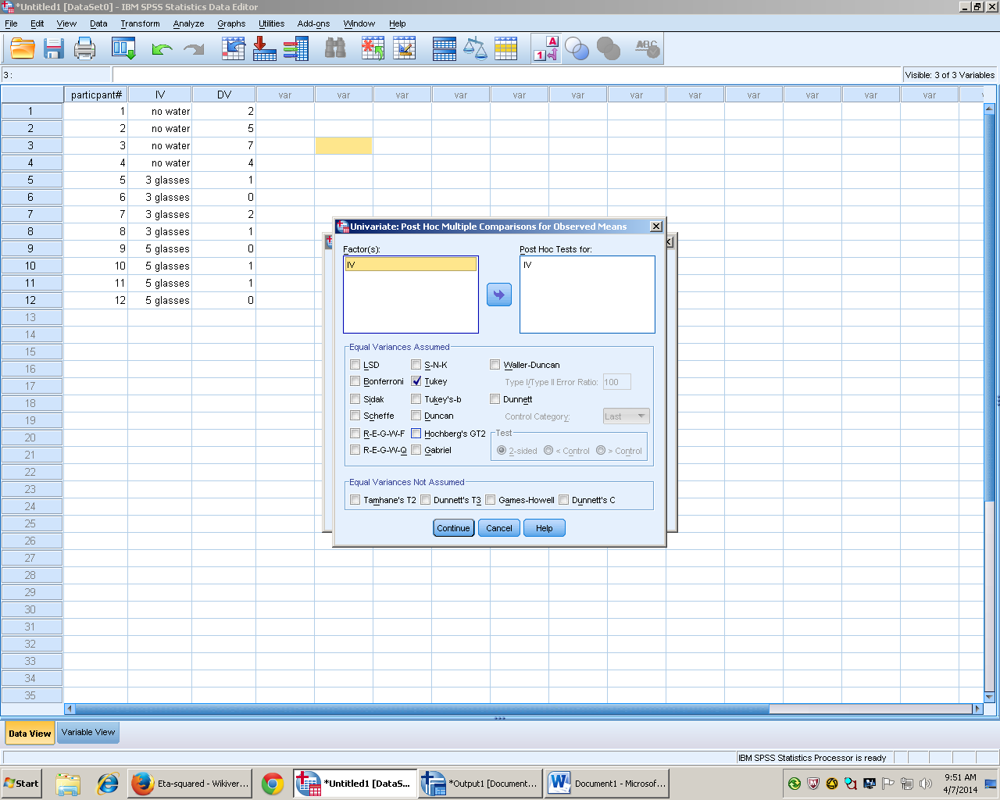 *Untitled1 [DataSet0] - IBM SPSS Statistics Data Editor
File Edit View Data Transform Analyze Graphs Utilities Add-ons Window Help
3 :
Visible: 3 of 3 Variables
particpant# IV DV var var var var var var var var var var var var
1 1 no water 2
2 2 no water 5
3 3 no water 7
4 4 no water 4
5 5 3 glasses 1
6 6 3 glasses 0
7 7 3 glasses 2
8 8 3 glasses 1
9 9 5 glasses 0
10 10 5 glasses 1
11 11 5 glasses 1
12 12 5 glasses 0
13
14
15
16
17
18
19
20
21
22
23
24
25
26
27
28
29
30
31
32
33
34
35
Univariate: Post Hoc Multiple Comparisons for Observed Means
Factor(s): Post Hoc Tests for:
IV IV
Equal Variances Assumed
LSD S-N-K Waller-Duncan
Bonferroni Tukey Type I/Type II Error Ratio: 100
Sidak Tukey's-b Dunnett
Scheffe Duncan Control Category: Last
R-E-G-W-F Hochberg's GT2 Test
R-E-G-W-Q Gabriel 2-sided < Control > Control
Equal Variances Not Assumed
Tamhane's T2 Dunnett's T3 Games-Howell Dunnett's C
Continue Cancel Help
Data View Variable View
IBM SPSS Statistics Processor is ready
Start Eta-squared - Wikiver... *Untitled1 [DataS... *Output1 [Document... Document1 - Microsof... 9:51 AM
4/7/2014